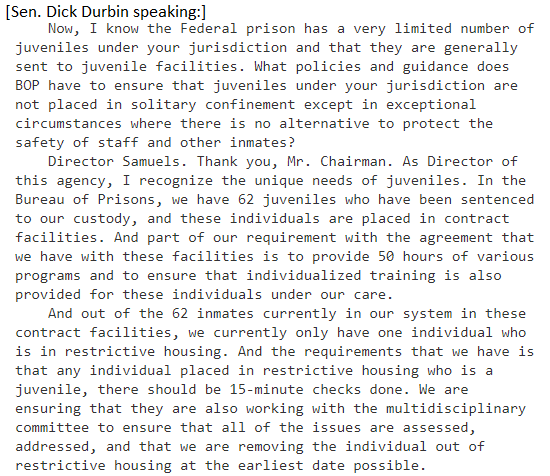 [Sen. Dick Durbin speaking:]
Now, I know the Federal prison has a very limited number of
juveniles under your jurisdiction and that they are generally
sent to juvenile facilities. What policies and guidance does
BOP have to ensure that juveniles under your jurisdiction are
not placed in solitary confinement except in exceptional
circumstances where there is no alternative to protect the
safety of staff and other inmates?
Director Samuels. Thank you, Mr. Chairman. As Director of
this agency, I recognize the unique needs of juveniles. In the
Bureau of Prisons, we have 62 juveniles who have been sentenced
to our custody, and these individuals are placed in contract
facilities. And part of our requirement with the agreement that
we have with these facilities is to provide 50 hours of various
programs and to ensure that individualized training is also
provided for these individuals under our care.
And out of the 62 inmates currently in our system in these
contract facilities, we currently only have one individual who
is in restrictive housing. And the requirements that we have is
that any individual placed in restrictive housing who is a
juvenile, there should be 15-minute checks done. We are
ensuring that they are also working with the multidisciplinary
committee to ensure that all of the issues are assessed,
addressed, and that we are removing the individual out of
restrictive housing at the earliest date possible.